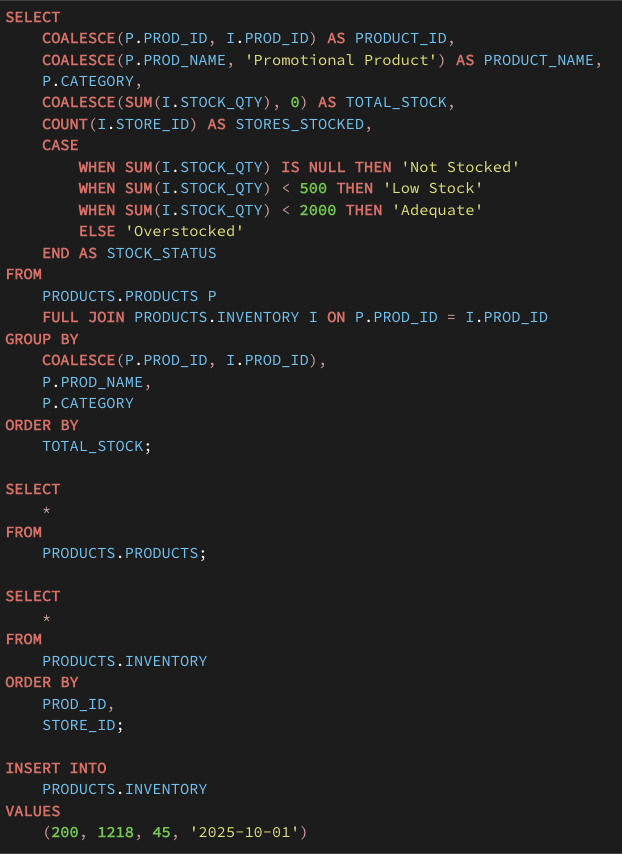 SELECT
    COALESCE(P.PROD_ID, I.PROD_ID) AS PRODUCT_ID,
    COALESCE(P.PROD_NAME, 'Promotional Product') AS PRODUCT_NAME,
    P.CATEGORY,
    COALESCE(SUM(I.STOCK_QTY), 0) AS TOTAL_STOCK,
    COUNT(I.STORE_ID) AS STORES_STOCKED,
    CASE
        WHEN SUM(I.STOCK_QTY) IS NULL THEN 'Not Stocked'
        WHEN SUM(I.STOCK_QTY) < 500 THEN 'Low Stock'
        WHEN SUM(I.STOCK_QTY) < 2000 THEN 'Adequate'
        ELSE 'Overstocked'
    END AS STOCK_STATUS
FROM
    PRODUCTS.PRODUCTS P
    FULL JOIN PRODUCTS.INVENTORY I ON P.PROD_ID = I.PROD_ID
GROUP BY
    COALESCE(P.PROD_ID, I.PROD_ID),
    P.PROD_NAME,
    P.CATEGORY
ORDER BY
    TOTAL_STOCK;

SELECT
    *
FROM
    PRODUCTS.PRODUCTS;

SELECT
    *
FROM
    PRODUCTS.INVENTORY
ORDER BY
    PROD_ID,
    STORE_ID;

INSERT INTO
    PRODUCTS.INVENTORY
VALUES
    (200, 1218, 45, '2025-10-01')